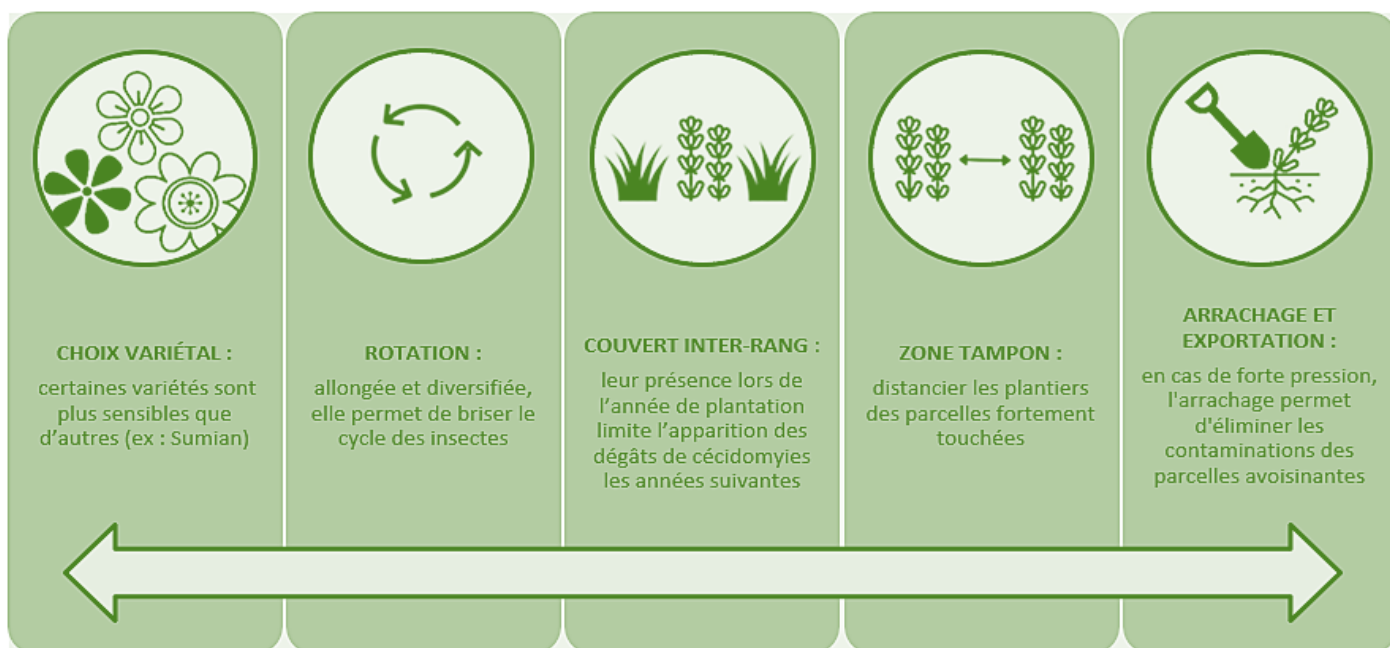 CHOIX VARIÉTAL :
certaines variétés sont
plus sensibles que
d'autres (ex : Sumian)
ROTATION :
allongée et diversifiée,
elle permet de briser le
cycle des insectes
COUVERT INTER-RANG :
leur présence lors de
l'année de plantation
limite l'apparition des
dégâts de cécidomyies
les années suivantes
ZONE TAMPON :
distancier les plantiers
des parcelles fortement
touchées
ARRACHAGE ET
EXPORTATION :
en cas de forte pression,
l'arrachage permet
d'éliminer les
contaminations des
parcelles avoisinantes